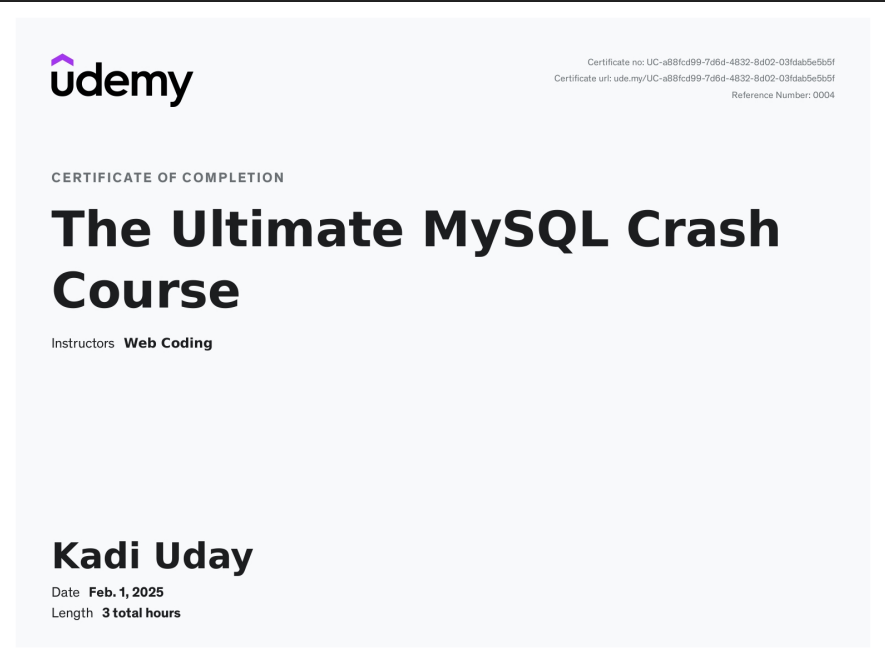 udemy
Certificate no: UC-a88fcd99-7d6d-4832-8d02-03fdab5e5b5f
Certificate url: ude.my/UC-a88fcd99-7d6d-4832-8d02-03fdab5e5b5f
Reference Number: 0004
CERTIFICATE OF COMPLETION
The Ultimate MySQL Crash
Course
Instructors Web Coding
Kadi Uday
Date Feb. 1, 2025
Length 3 total hours